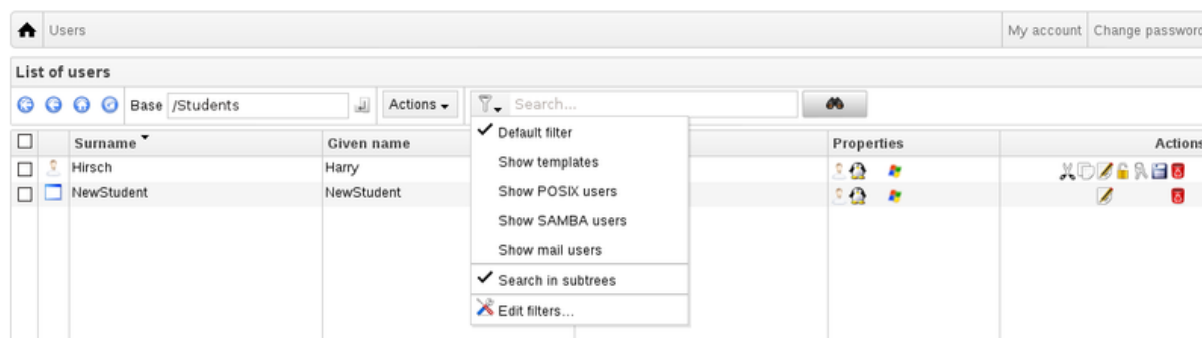 Users My account Change password
List of users
Base /Students Actions Search...
Surname Given name Properties Actions
Default filter
Show templates
Hirsch Harry
Show POSIX users
NewStudent NewStudent
Show SAMBA users
Show mail users
Search in subtrees
Edit filters...